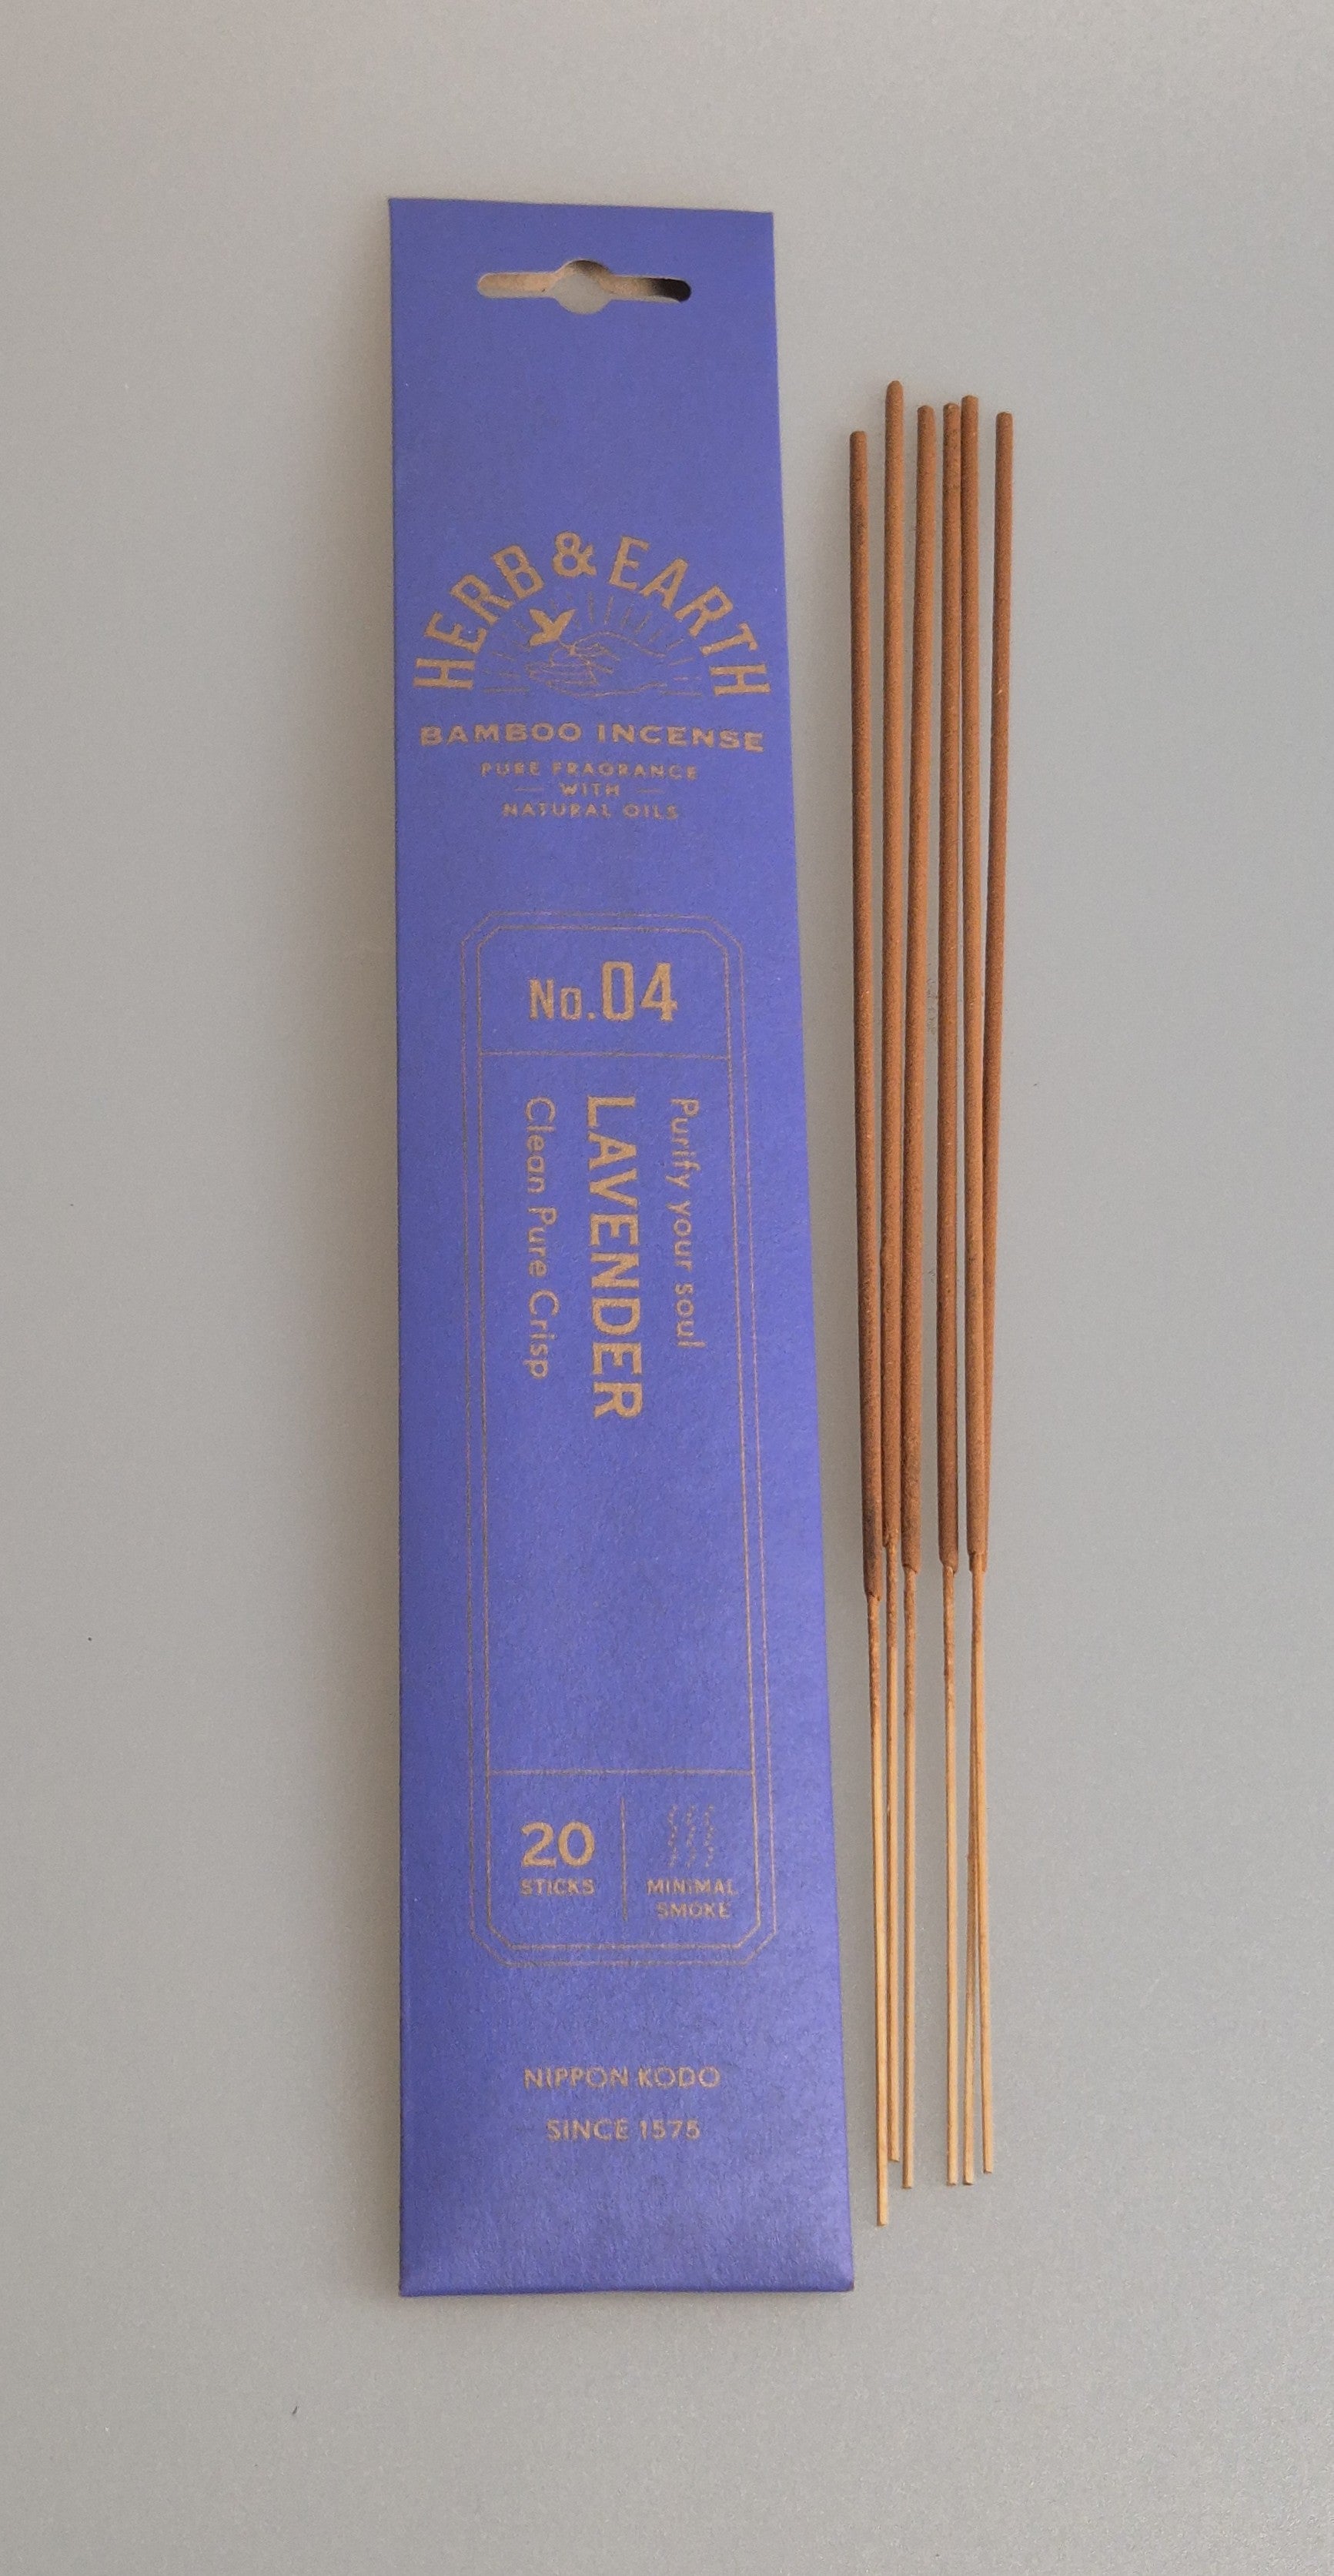 HERB & EARTH
BAMBOO INCENSE
PURE FRAGRANCE
WITH
NATURAL OILS
No.04
Purify your soul
LAVENDER
Clean Pure Crisp
20
STICKS
MINIMAL
SMOKE
NIPPON KODO
SINCE 1575